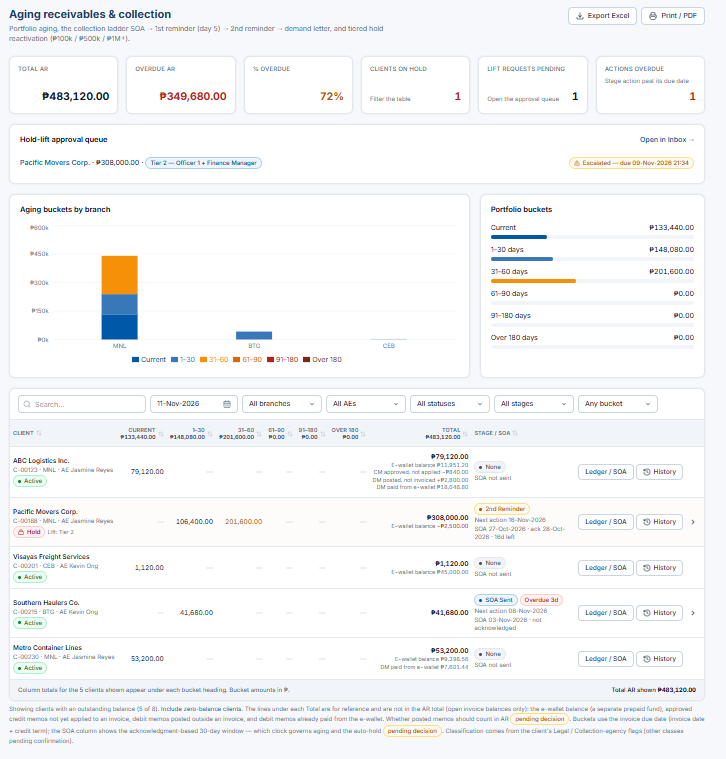 Aging receivables & collection
Portfolio aging, the collection ladder SOA → 1st reminder (day 5) → 2nd reminder → demand letter, and tiered hold
reactivation (₱100k / ₱500k / ₱1M+).
Export Excel
Print / PDF
TOTAL AR
₱483,120.00
OVERDUE AR
₱349,680.00
% OVERDUE
72%
CLIENTS ON HOLD
Filter the table
1
LIFT REQUESTS PENDING
Open the approval queue
1
ACTIONS OVERDUE
Stage action past its due date
1
Hold-lift approval queue
Open in Inbox →
Pacific Movers Corp. · ₱308,000.00 · Tier 2 — Officer 1 + Finance Manager
Escalated — due 09-Nov-2026 21:34
Aging buckets by branch
₱600k
₱450k
₱300k
₱150k
₱0k
MNL BTG CEB
Current 1–30 31–60 61–90 91–180 Over 180
Portfolio buckets
Current ₱133,440.00
1–30 days ₱148,080.00
31–60 days ₱201,600.00
61–90 days ₱0.00
91–180 days ₱0.00
Over 180 days ₱0.00
Search... 11-Nov-2026 All branches All AEs All statuses All stages Any bucket
CLIENT CURRENT 1–30 31–60 61–90 91–180 OVER 180 TOTAL STAGE / SOA
₱133,440.00 ₱148,080.00 ₱201,600.00 ₱0.00 ₱0.00 ₱0.00 ₱483,120.00
ABC Logistics Inc.
C-00123 · MNL · AE Jasmine Reyes
Active
79,120.00 — — — — —
₱79,120.00
E-wallet balance ₱11,951.20
CM approved, not applied −₱840.00
DM posted, not invoiced +₱2,800.00
DM paid from e-wallet ₱18,048.80
None
SOA not sent
Ledger / SOA History
Pacific Movers Corp.
C-00188 · MNL · AE Jasmine Reyes
Hold Lift: Tier 2
— 106,400.00 201,600.00 — — —
₱308,000.00
E-wallet balance −₱2,500.00
2nd Reminder
Next action 16-Nov-2026
SOA 27-Oct-2026 · ack 28-Oct-
2026 · 16d left
Ledger / SOA History
Visayas Freight Services
C-00201 · CEB · AE Kevin Ong
Active
1,120.00 — — — — —
₱1,120.00
E-wallet balance ₱45,000.00
None
SOA not sent
Ledger / SOA History
Southern Haulers Co.
C-00215 · BTG · AE Kevin Ong
Active
— 41,680.00 — — — —
₱41,680.00
SOA Sent Overdue 3d
Next action 08-Nov-2026
SOA 03-Nov-2026 · not
acknowledged
Ledger / SOA History
Metro Container Lines
C-00230 · MNL · AE Jasmine Reyes
Active
53,200.00 — — — — —
₱53,200.00
E-wallet balance ₱9,398.56
DM paid from e-wallet ₱7,601.44
None
SOA not sent
Ledger / SOA History
Column totals for the 5 clients shown appear under each bucket heading. Bucket amounts in ₱.
Total AR shown ₱483,120.00
Showing clients with an outstanding balance (5 of 8). Include zero-balance clients. The lines under each Total are for reference and are not in the AR total (open invoice balances only): the e-wallet balance (a separate prepaid fund), approved
credit memos not yet applied to an invoice, debit memos posted outside an invoice, and debit memos already paid from the e-wallet. Whether posted memos should count in AR pending decision . Buckets use the invoice due date (invoice date
+ credit term); the SOA column shows the acknowledgment-based 30-day window — which clock governs aging and the auto-hold pending decision . Classification comes from the client's Legal / Collection-agency flags (other classes
pending confirmation).